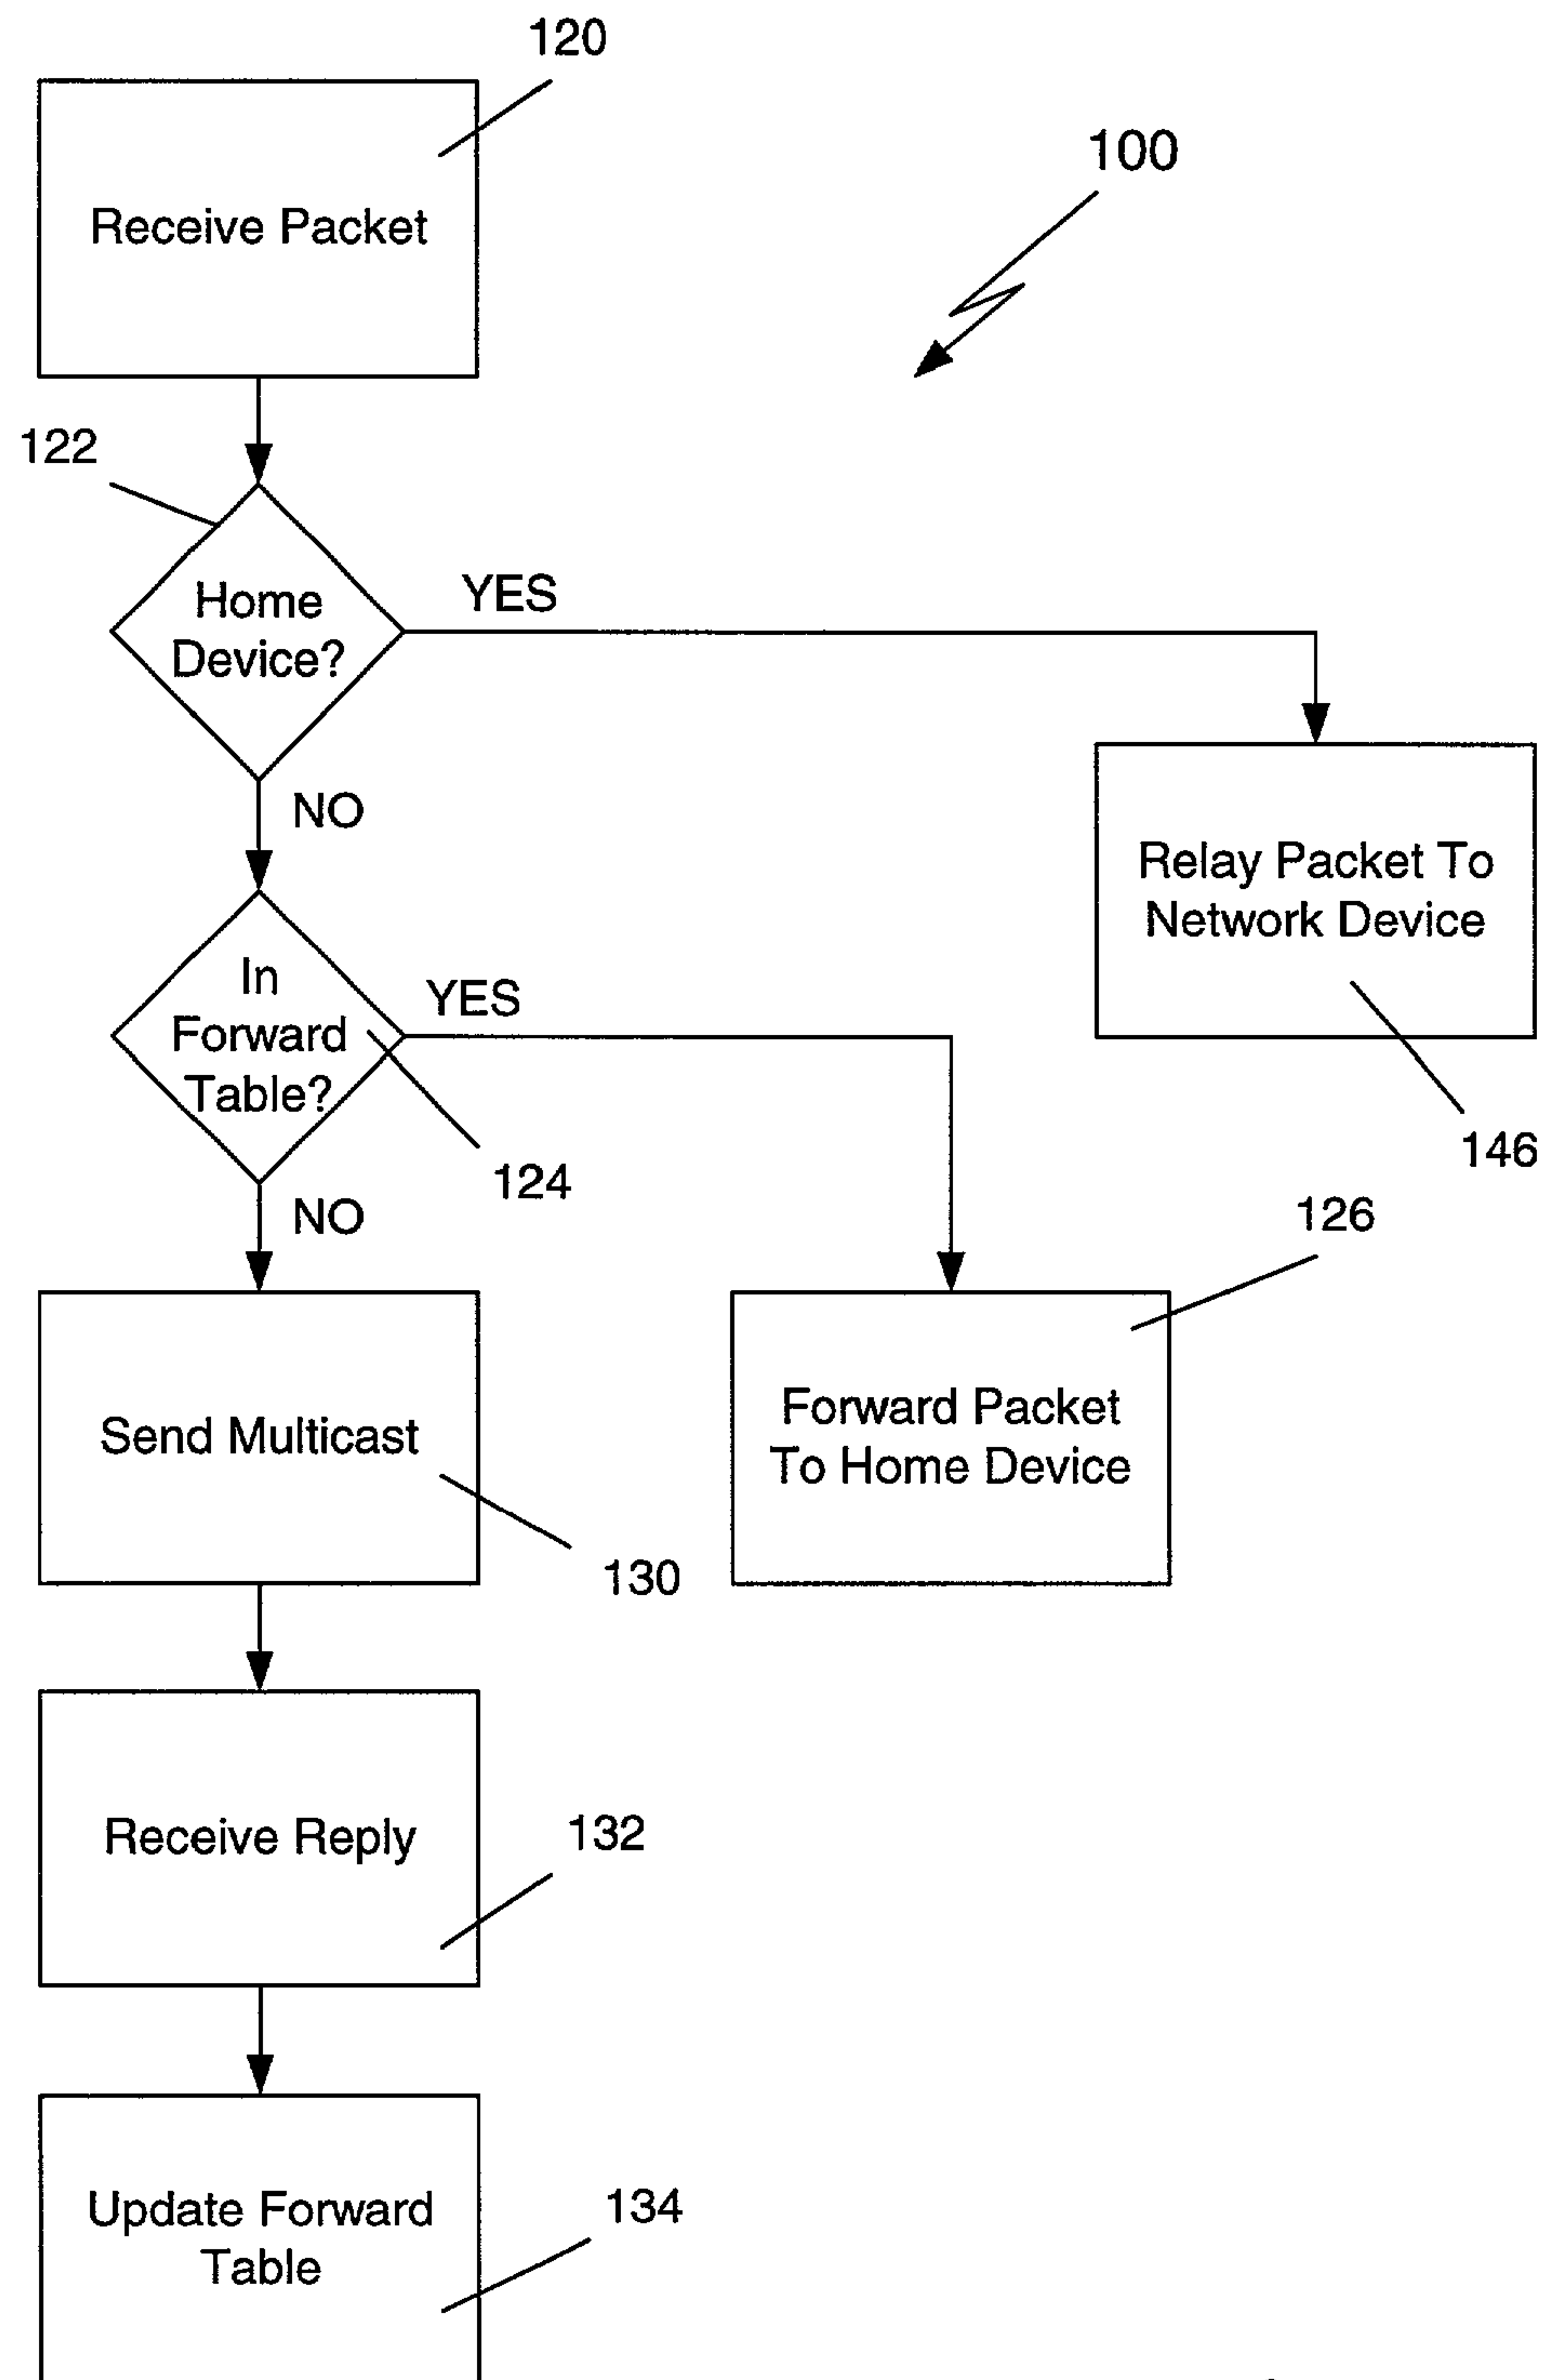 120
100
Receive Packet
122
Home
Device?
YES
NO
Relay Packet To
Network Device
In
Forward
Table?
YES
146
124
126
NO
Forward Packet
To Home Device
Send Multicast
130
Receive Reply
132
Update Forward
Table
134